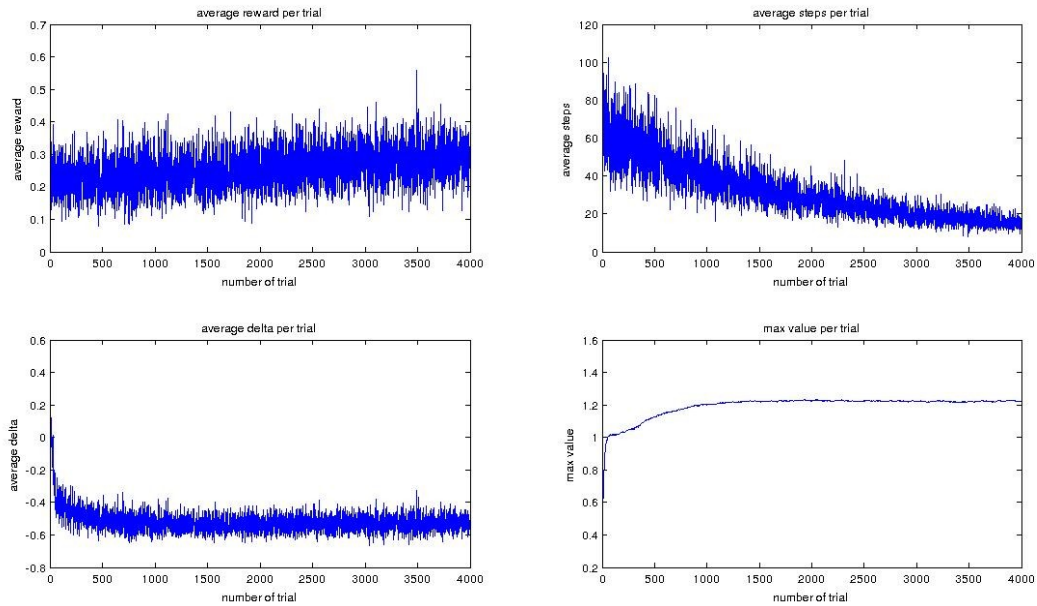 average reward per trial
0.7
0.6
0.5
0.4
0.3
0.2
0.1
0
average reward
0 500 1000 1500 2000 2500 3000 3500 4000
number of trial
average steps per trial
120
100
80
60
40
20
0
average steps
0 500 1000 1500 2000 2500 3000 3500 4000
number of trial
average delta per trial
0.6
0.4
0.2
0
-0.2
-0.4
-0.6
-0.8
average delta
0 500 1000 1500 2000 2500 3000 3500 4000
number of trial
max value per trial
1.6
1.4
1.2
1
0.8
0.6
0.4
0.2
max value
0 500 1000 1500 2000 2500 3000 3500 4000
number of trial